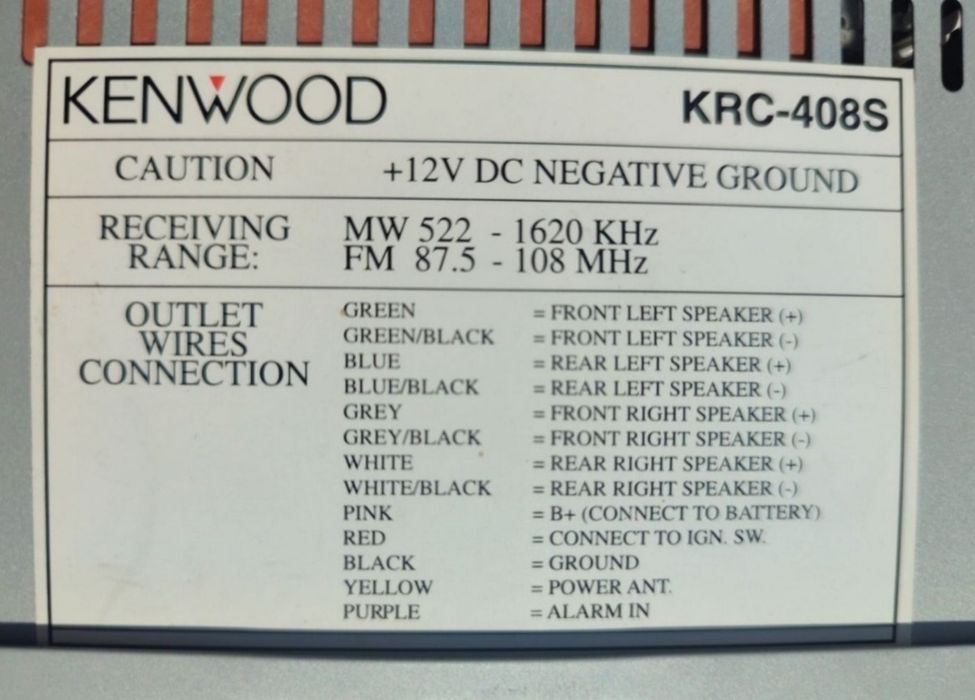 KENWOOD KRC-408S
CAUTION +12V DC NEGATIVE GROUND
RECEIVING MW 522 - 1620 KHz
RANGE: FM 87.5 - 108 MHz
OUTLET
WIRES
CONNECTION
GREEN = FRONT LEFT SPEAKER (+)
GREEN/BLACK = FRONT LEFT SPEAKER (-)
BLUE = REAR LEFT SPEAKER (+)
BLUE/BLACK = REAR LEFT SPEAKER (-)
GREY = FRONT RIGHT SPEAKER (+)
GREY/BLACK = FRONT RIGHT SPEAKER (-)
WHITE = REAR RIGHT SPEAKER (+)
WHITE/BLACK = REAR RIGHT SPEAKER (-)
PINK = B+ (CONNECT TO BATTERY)
RED = CONNECT TO IGN. SW.
BLACK = GROUND
YELLOW = POWER ANT.
PURPLE = ALARM IN